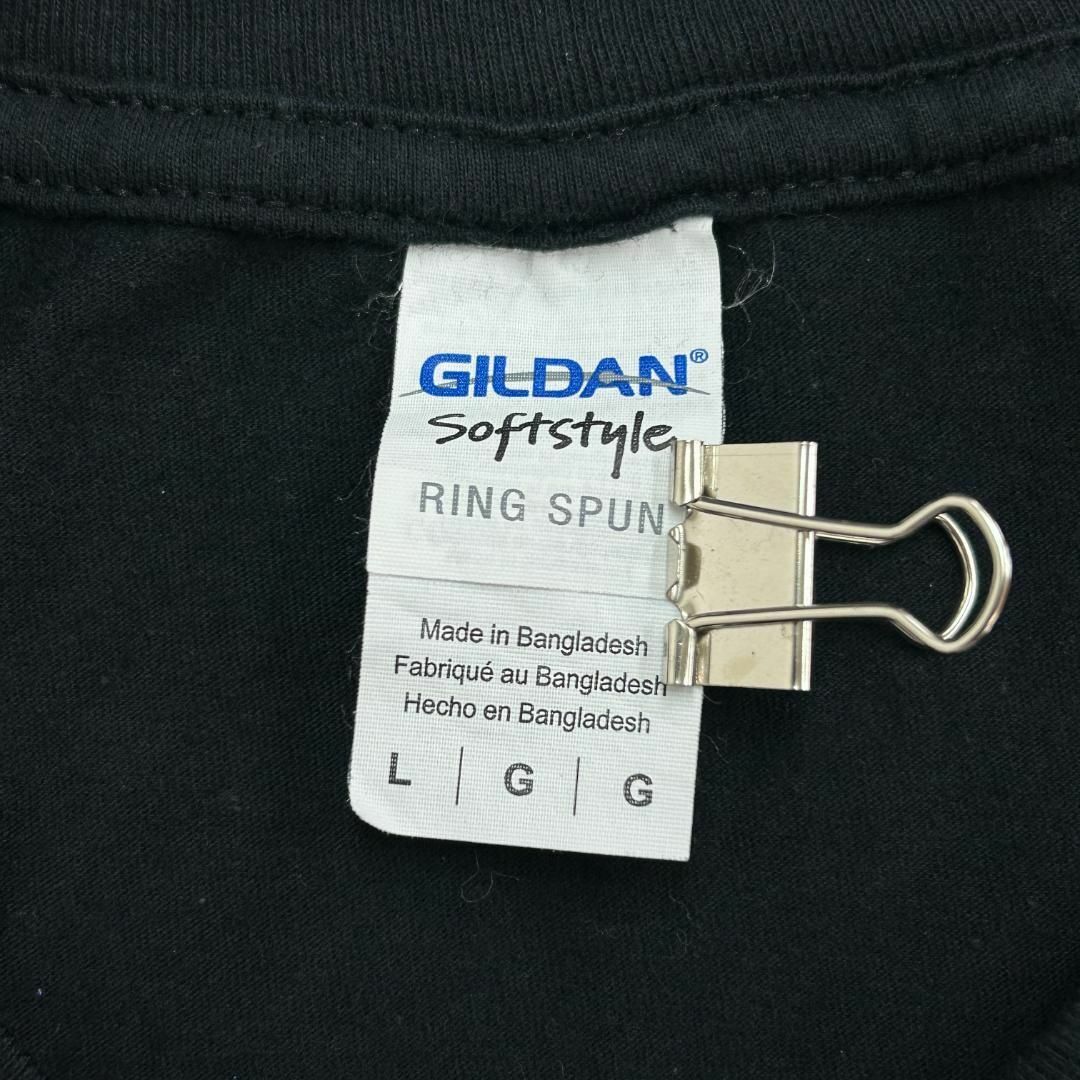 GILDAN®
Softstyle
RING SPUN
Made in Bangladesh
Fabriqué au Bangladesh
Hecho en Bangladesh
L | G | G